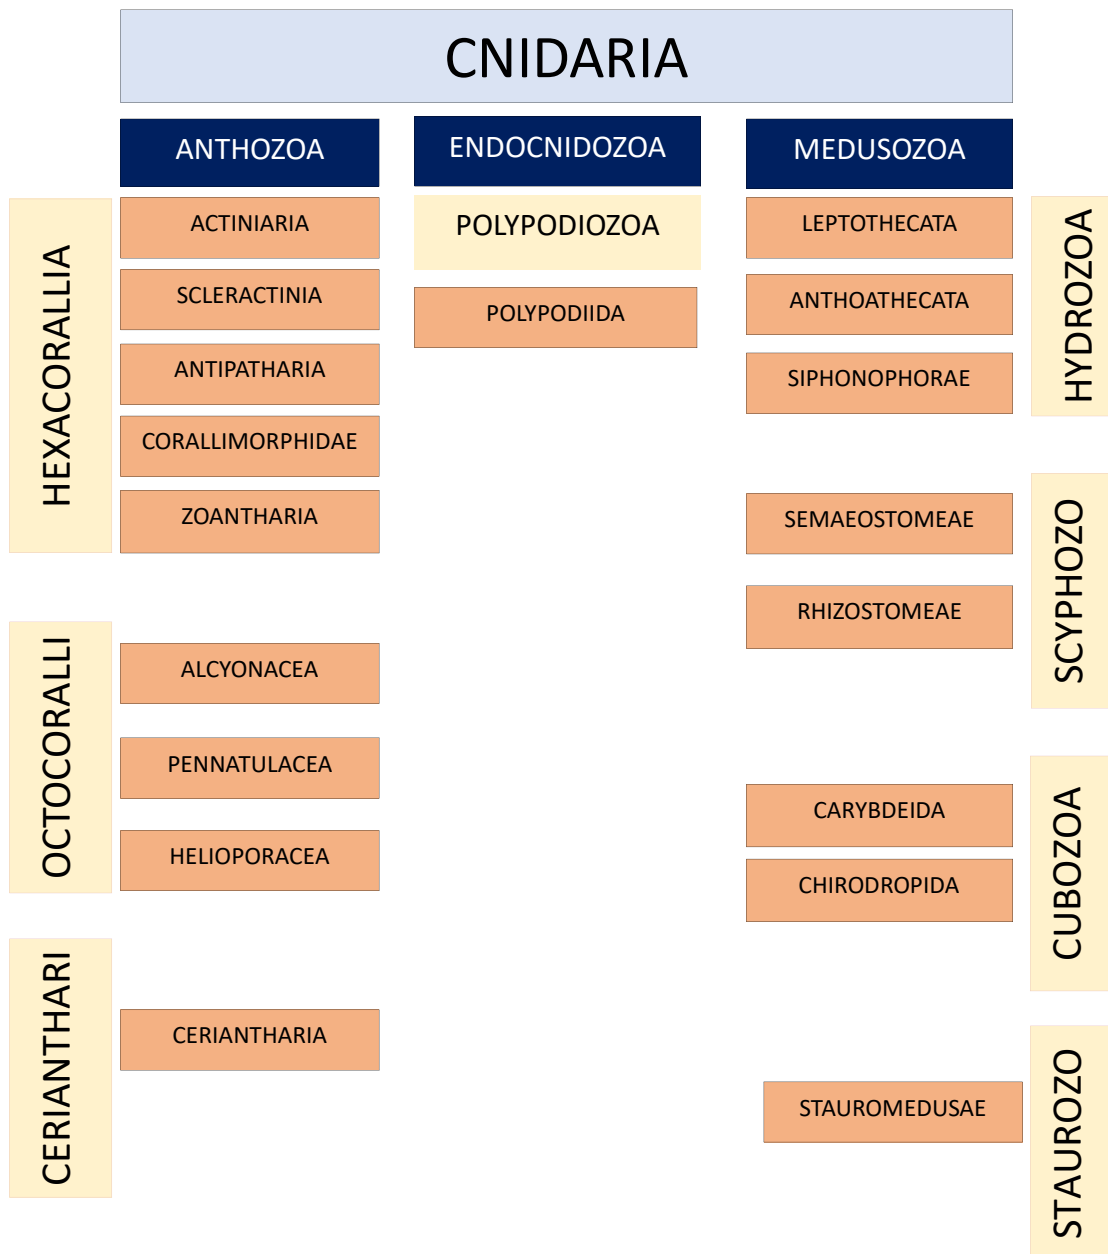 CNIDARIA
ANTHOZOA
ENDOCNIDOZOA
MEDUSOZOA
HEXACORALLIA
ACTINIARIA
SCLERACTINIA
ANTIPATHARIA
CORALLIMORPHIDAE
ZOANTHARIA
OCTOCORALLI
ALCYONACEA
PENNATULACEA
HELIOPORACEA
CERIANTHARI
CERIANTHARIA
POLYPODIOZOA
POLYPODIIDA
LEPTOTHECATA
ANTHOATHECATA
SIPHONOPHORAE
HYDROZOA
SEMAEOSTOMEAE
RHIZOSTOMEAE
SCYPHOZO
CARYBDEIDA
CHIRODROPIDA
CUBOZOA
STAUROMEDUSAE
STAUROZO